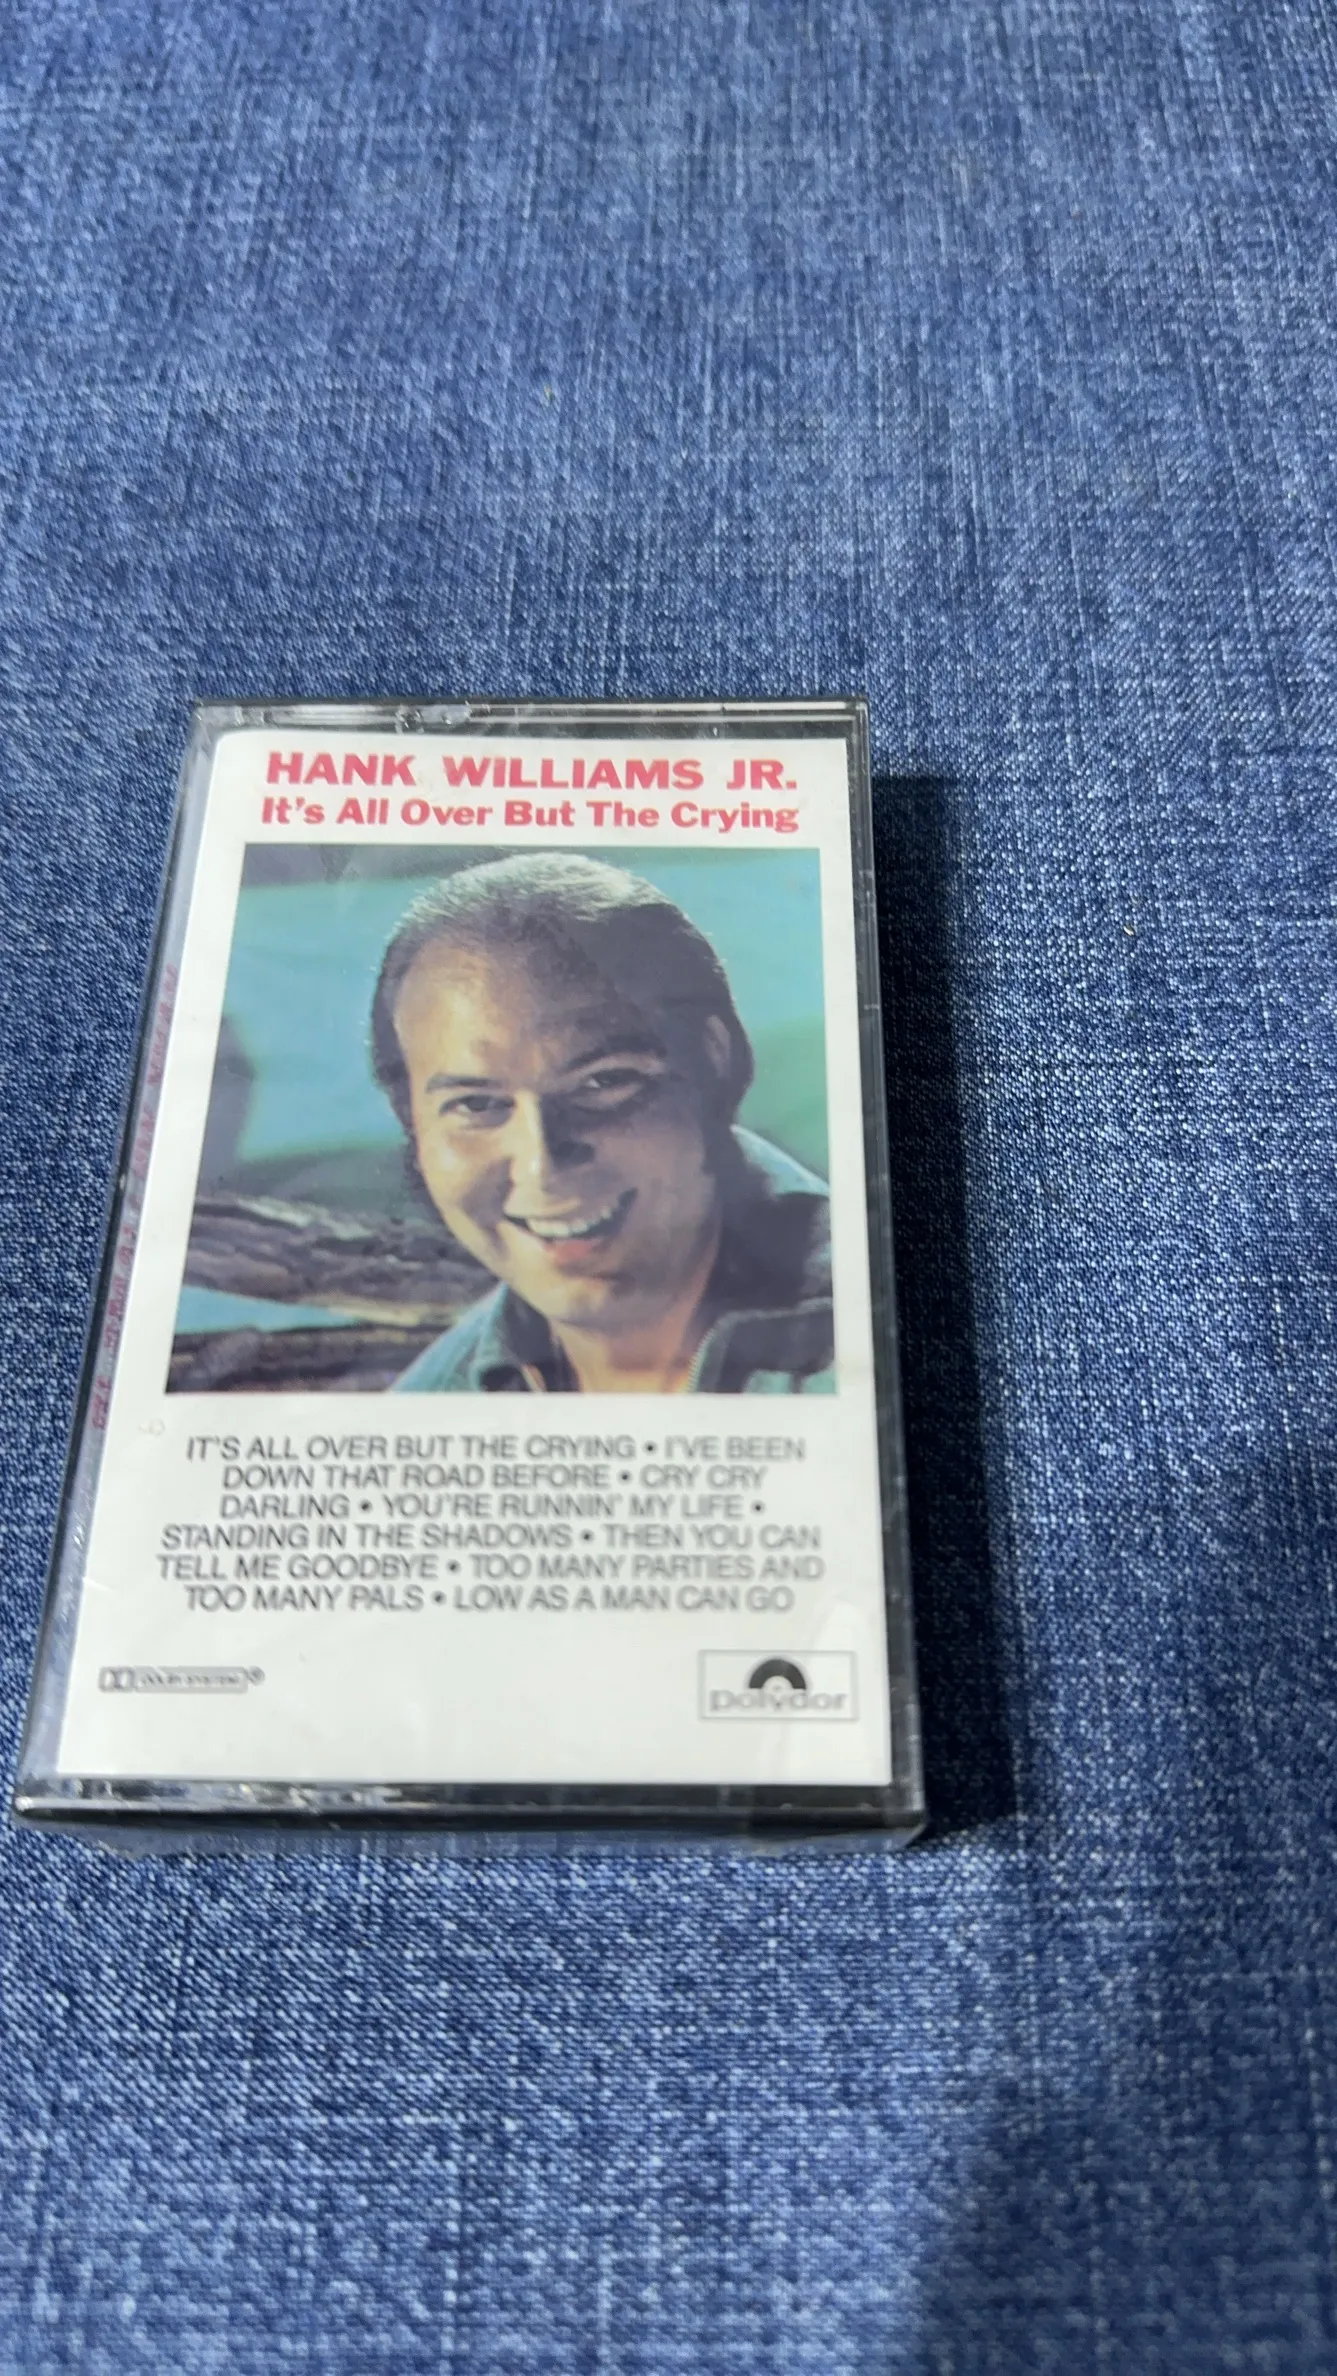 HANK WILLIAMS JR.
It's All Over But The Crying
IT'S ALL OVER BUT THE CRYING • I'VE BEEN
DOWN THAT ROAD BEFORE • CRY CRY
DARLING • YOU'RE RUNNIN' MY LIFE •
STANDING IN THE SHADOWS • THEN YOU CAN
TELL ME GOODBYE • TOO MANY PARTIES AND
TOO MANY PALS • LOW AS A MAN CAN GO
DOLBY SYSTEM ®
polydor